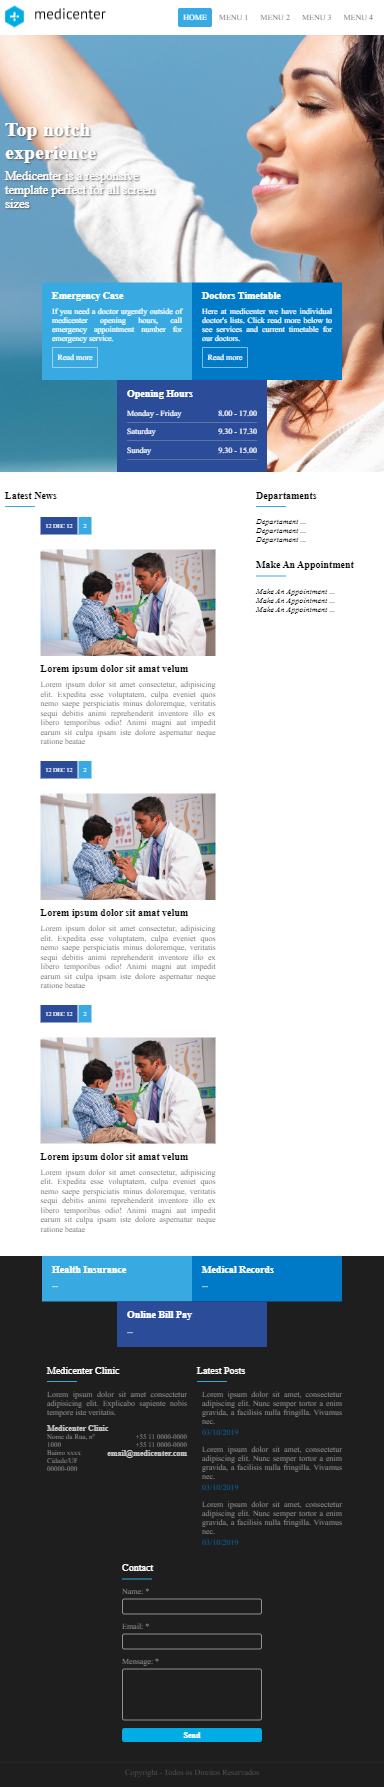 medicenter
HOME MENU 1 MENU 2 MENU 3 MENU 4
Top notch
experience
Medicenter is a responsive
template perfect for all screen
sizes
Emergency Case
If you need a doctor urgently outside of
medicenter opening hours, call
emergency appointment number for
emergency service.
Read more
Doctors Timetable
Here at medicenter we have individual
doctor's lists. Click read more below to
see services and current timetable for
our doctors.
Read more
Opening Hours
Monday - Friday 8.00 - 17.00
Saturday 9.30 - 17.30
Sunday 9.30 - 15.00
Latest News
12 DEC 12 2
Lorem ipsum dolor sit amat velum
Lorem ipsum dolor sit amet consectetur, adipisicing
elit. Expedita esse voluptatem, culpa eveniet quos
nemo saepe perspiciatis minus doloremque, veritatis
sequi debitis animi reprehenderit inventore illo ex
libero temporibus odio! Animi magni aut impedit
earum sit culpa ipsam iste dolorem aspernatur neque
ratione beatae
12 DEC 12 2
Lorem ipsum dolor sit amat velum
Lorem ipsum dolor sit amet consectetur, adipisicing
elit. Expedita esse voluptatem, culpa eveniet quos
nemo saepe perspiciatis minus doloremque, veritatis
sequi debitis animi reprehenderit inventore illo ex
libero temporibus odio! Animi magni aut impedit
earum sit culpa ipsam iste dolorem aspernatur neque
ratione beatae
12 DEC 12 2
Lorem ipsum dolor sit amat velum
Lorem ipsum dolor sit amet consectetur, adipisicing
elit. Expedita esse voluptatem, culpa eveniet quos
nemo saepe perspiciatis minus doloremque, veritatis
sequi debitis animi reprehenderit inventore illo ex
libero temporibus odio! Animi magni aut impedit
earum sit culpa ipsam iste dolorem aspernatur neque
ratione beatae
Departaments
Departament ...
Departament ...
Departament ...
Make An Appointment
Make An Appointment ...
Make An Appointment ...
Make An Appointment ...
Health Insurance
...
Medical Records
...
Online Bill Pay
...
Medicenter Clinic
Lorem ipsum dolor sit amet consectetur
adipisicing elit. Explicabo sapiente nobis
tempore iste veritatis.
Medicenter Clinic
Nome da Rua, nº
1000
Bairro xxxx
Cidade/UF
00000-000
+55 11 0000-0000
+55 11 0000-0000
email@medicenter.com
Latest Posts
Lorem ipsum dolor sit amet, consectetur
adipiscing elit. Nunc semper tortor a enim
gravida, a facilisis nulla fringilla. Vivamus
nec.
03/10/2019
Lorem ipsum dolor sit amet, consectetur
adipiscing elit. Nunc semper tortor a enim
gravida, a facilisis nulla fringilla. Vivamus
nec.
03/10/2019
Lorem ipsum dolor sit amet, consectetur
adipiscing elit. Nunc semper tortor a enim
gravida, a facilisis nulla fringilla. Vivamus
nec.
03/10/2019
Contact
Name: *
Email: *
Message: *
Send
Copyright - Todos os Direitos Reservados